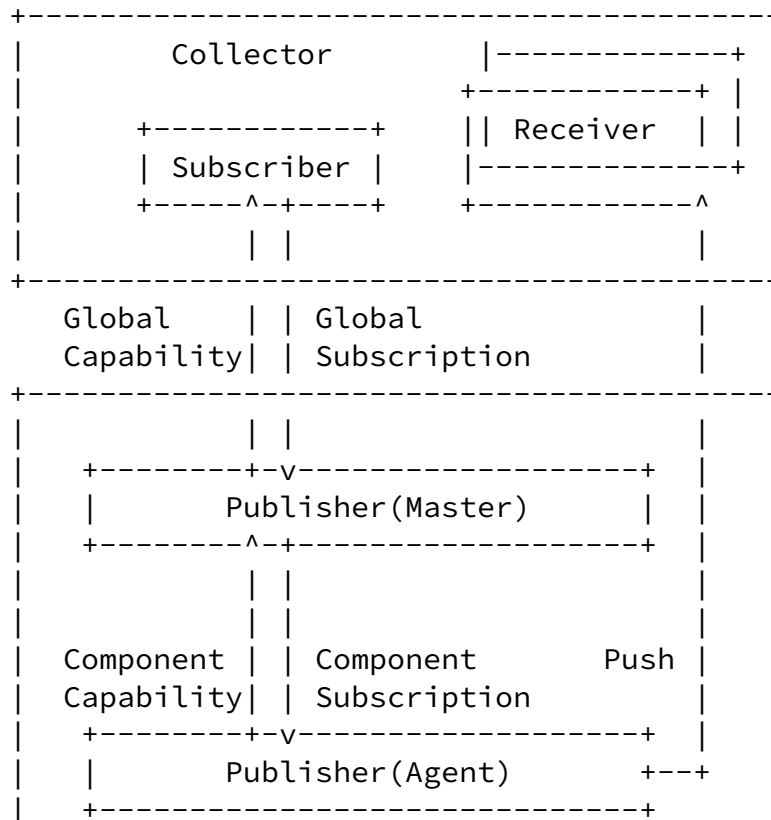 Collector
Receiver
Subscriber
Global Global
Capability Subscription
Publisher(Master)
Component Component Push
Capability Subscription
Publisher(Agent)